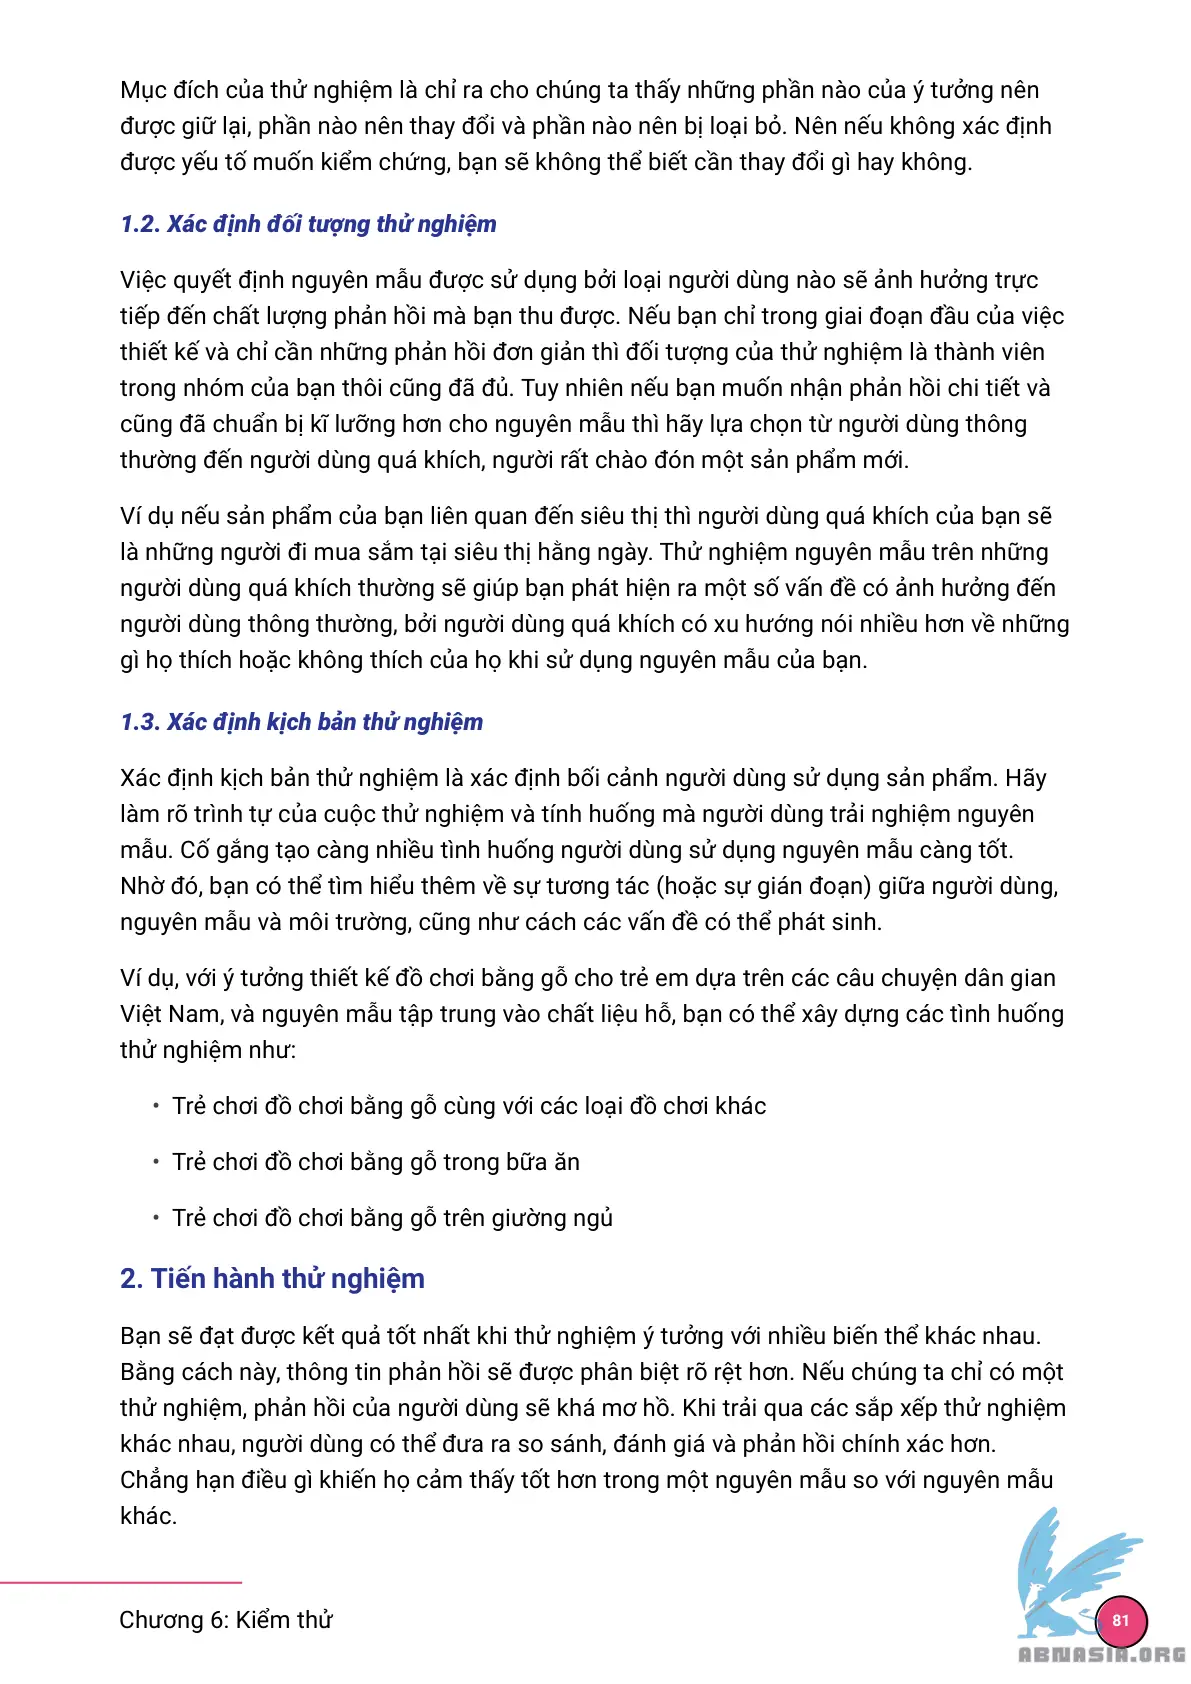 Mục đích của thử nghiệm là chỉ ra cho chúng ta thấy những phần nào của ý tưởng nên
được giữ lại, phần nào nên thay đổi và phần nào nên bị loại bỏ. Nên nếu không xác định
được yếu tố muốn kiểm chứng, bạn sẽ không thể biết cần thay đổi gì hay không.
1.2. Xác định đối tượng thử nghiệm
Việc quyết định nguyên mẫu được sử dụng bởi loại người dùng nào sẽ ảnh hưởng trực
tiếp đến chất lượng phản hồi mà bạn thu được. Nếu bạn chỉ trong giai đoạn đầu của việc
thiết kế và chỉ cần những phản hồi đơn giản thì đối tượng của thử nghiệm là thành viên
trong nhóm của bạn thôi cũng đã đủ. Tuy nhiên nếu bạn muốn nhận phản hồi chi tiết và
cũng đã chuẩn bị kĩ lưỡng hơn cho nguyên mẫu thì hãy lựa chọn từ người dùng thông
thường đến người dùng quá khích, người rất chào đón một sản phẩm mới.
Ví dụ nếu sản phẩm của bạn liên quan đến siêu thị thì người dùng quá khích của bạn sẽ
là những người đi mua sắm tại siêu thị hằng ngày. Thử nghiệm nguyên mẫu trên những
người dùng quá khích thường sẽ giúp bạn phát hiện ra một số vấn đề có ảnh hưởng đến
người dùng thông thường, bởi người dùng quá khích có xu hướng nói nhiều hơn về những
gì họ thích hoặc không thích của họ khi sử dụng nguyên mẫu của bạn.
1.3. Xác định kịch bản thử nghiệm
Xác định kịch bản thử nghiệm là xác định bối cảnh người dùng sử dụng sản phẩm. Hãy
làm rõ trình tự của cuộc thử nghiệm và tính huống mà người dùng trải nghiệm nguyên
mẫu. Cố gắng tạo càng nhiều tình huống người dùng sử dụng nguyên mẫu càng tốt.
Nhờ đó, bạn có thể tìm hiểu thêm về sự tương tác (hoặc sự gián đoạn) giữa người dùng,
nguyên mẫu và môi trường, cũng như cách các vấn đề có thể phát sinh.
Ví dụ, với ý tưởng thiết kế đồ chơi bằng gỗ cho trẻ em dựa trên các câu chuyện dân gian
Việt Nam, và nguyên mẫu tập trung vào chất liệu hỗ, bạn có thể xây dựng các tình huống
thử nghiệm như:
• Trẻ chơi đồ chơi bằng gỗ cùng với các loại đồ chơi khác
• Trẻ chơi đồ chơi bằng gỗ trong bữa ăn
• Trẻ chơi đồ chơi bằng gỗ trên giường ngủ
2. Tiến hành thử nghiệm
Bạn sẽ đạt được kết quả tốt nhất khi thử nghiệm ý tưởng với nhiều biến thể khác nhau.
Bằng cách này, thông tin phản hồi sẽ được phân biệt rõ rệt hơn. Nếu chúng ta chỉ có một
thử nghiệm, phản hồi của người dùng sẽ khá mơ hồ. Khi trải qua các sắp xếp thử nghiệm
khác nhau, người dùng có thể đưa ra so sánh, đánh giá và phản hồi chính xác hơn.
Chẳng hạn điều gì khiến họ cảm thấy tốt hơn trong một nguyên mẫu so với nguyên mẫu
khác.
Chương 6: Kiểm thử
81
ABNASIA.ORG